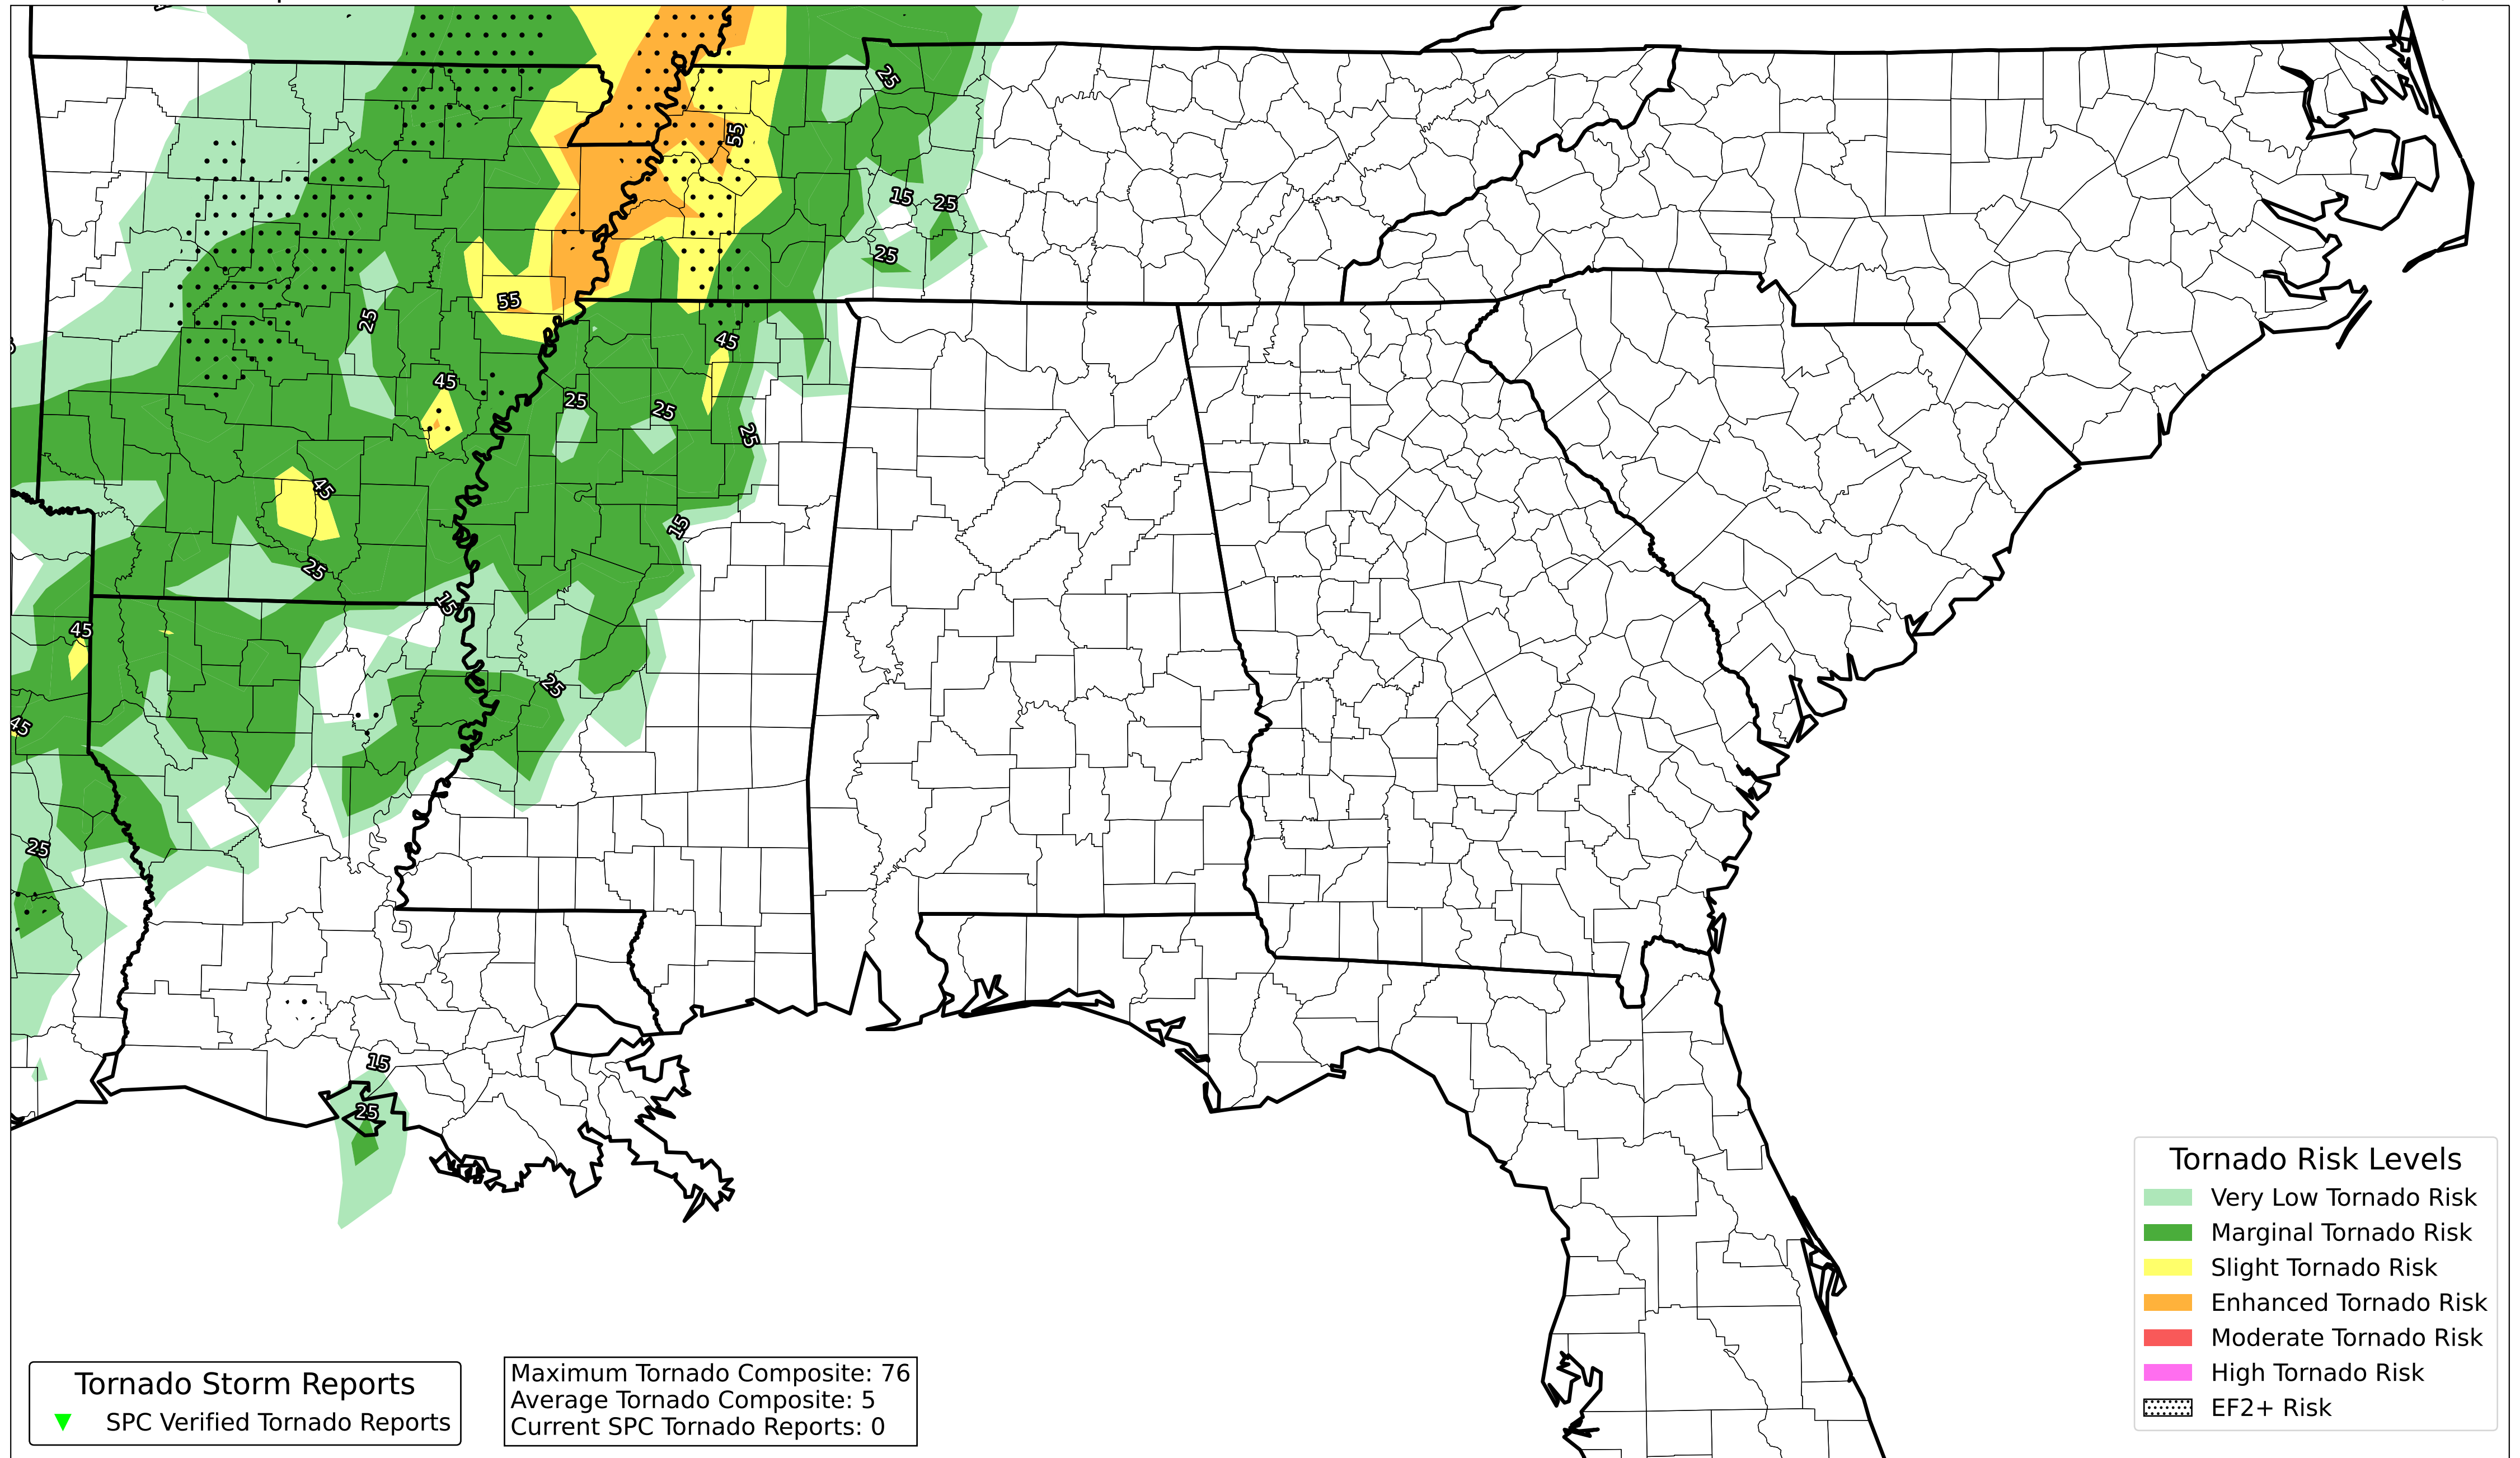 25
55
15
25
25
55
25
45
45
25
25
25
45
15
25
15
45
25
45
25
15
25
Tornado Risk Levels
Very Low Tornado Risk
Marginal Tornado Risk
Slight Tornado Risk
Enhanced Tornado Risk
Moderate Tornado Risk
High Tornado Risk
EF2+ Risk
Tornado Storm Reports
SPC Verified Tornado Reports
Maximum Tornado Composite: 76
Average Tornado Composite: 5
Current SPC Tornado Reports: 0